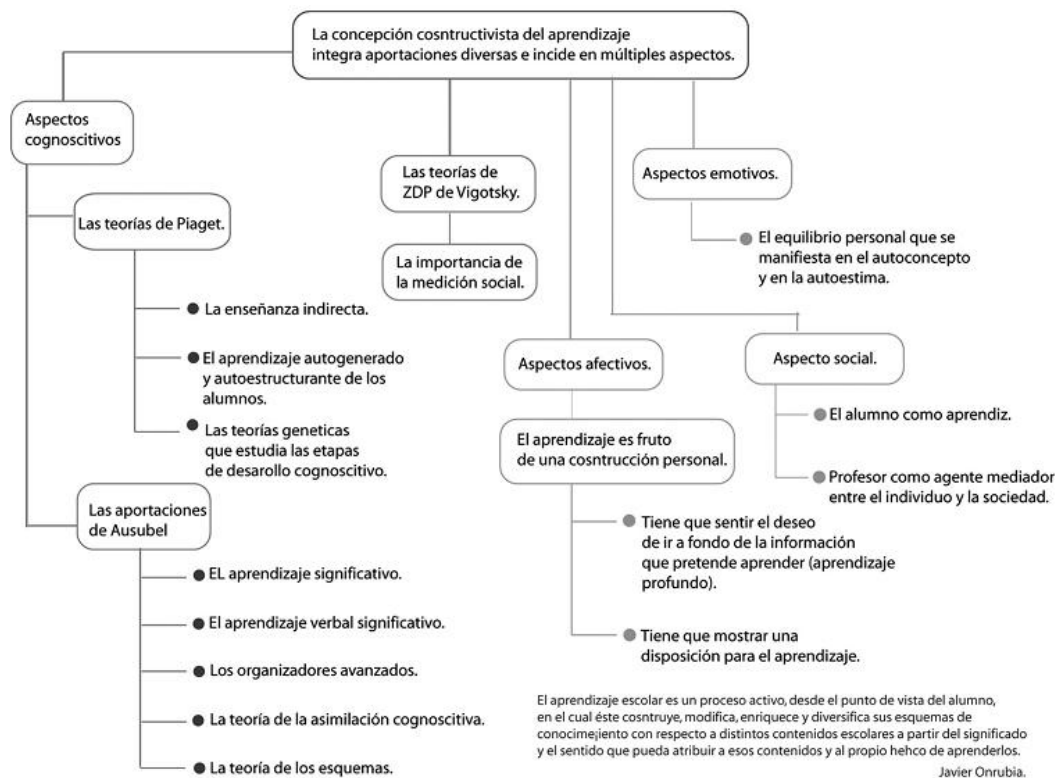 La concepción cosntructivista del aprendizaje
integra aportaciones diversas e incide en múltiples aspectos.
Aspectos
cognoscitivos
Las teorías de Piaget.
La enseñanza indirecta.
El aprendizaje autogenerado
y autoestructurante de los
alumnos.
Las teorías geneticas
que estudia las etapas
de desarollo cognoscitivo.
Las aportaciones
de Ausubel
EL aprendizaje significativo.
El aprendizaje verbal significativo.
Los organizadores avanzados.
La teoría de la asimilación cognoscitiva.
La teoría de los esquemas.
Las teorías de
ZDP de Vigotsky.
La importancia de
la medición social.
Aspectos afectivos.
El aprendizaje es fruto
de una cosntrucción personal.
Tiene que sentir el deseo
de ir a fondo de la información
que pretende aprender (aprendizaje
profundo).
Tiene que mostrar una
disposición para el aprendizaje.
Aspectos emotivos.
El equilibrio personal que se
manifiesta en el autoconcepto
y en la autoestima.
Aspecto social.
El alumno como aprendiz.
Profesor como agente mediador
entre el individuo y la sociedad.
El aprendizaje escolar es un proceso activo, desde el punto de vista del alumno,
en el cual éste cosntruye, modifica, enriquece y diversifica sus esquemas de
conocime¡iento con respecto a distintos contenidos escolares a partir del significado
y el sentido que pueda atribuir a esos contenidos y al propio hehco de aprenderlos.
Javier Onrubia.